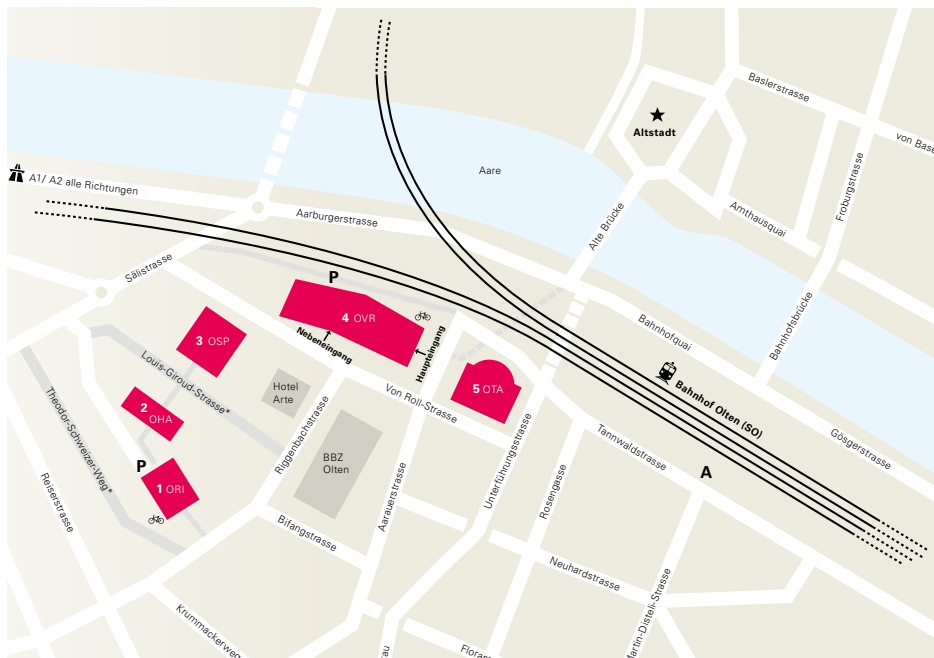 Baslerstrasse
Altstadt
von Base
Aare
A1/ A2 alle Richtungen
Froburgstrasse
Aarburgerstrasse
Alte Brücke
Amthausquai
Sälistrasse
P
4 OVR
Nebeneingang
Haupteingang
Bahnhofquai
Bahnhofsbrücke
3 OSP
Louis-Giroud-Strasse*
Hotel
Arte
5 OTA
Von Roll-Strasse
Bahnhof Olten (SO)
Theodor-Schweizer-Weg*
2
OHA
Riggenbachstrasse
BBZ
Olten
Unterführungsstrasse
Tannwaldstrasse
Gösgerstrasse
P
1 ORI
A
Reiserstrasse
Aarauerstrasse
Rosengasse
Bifangstrasse
Neuhardstrasse
Krummackerweg
Martin-Disteli-Strasse
au
Floras